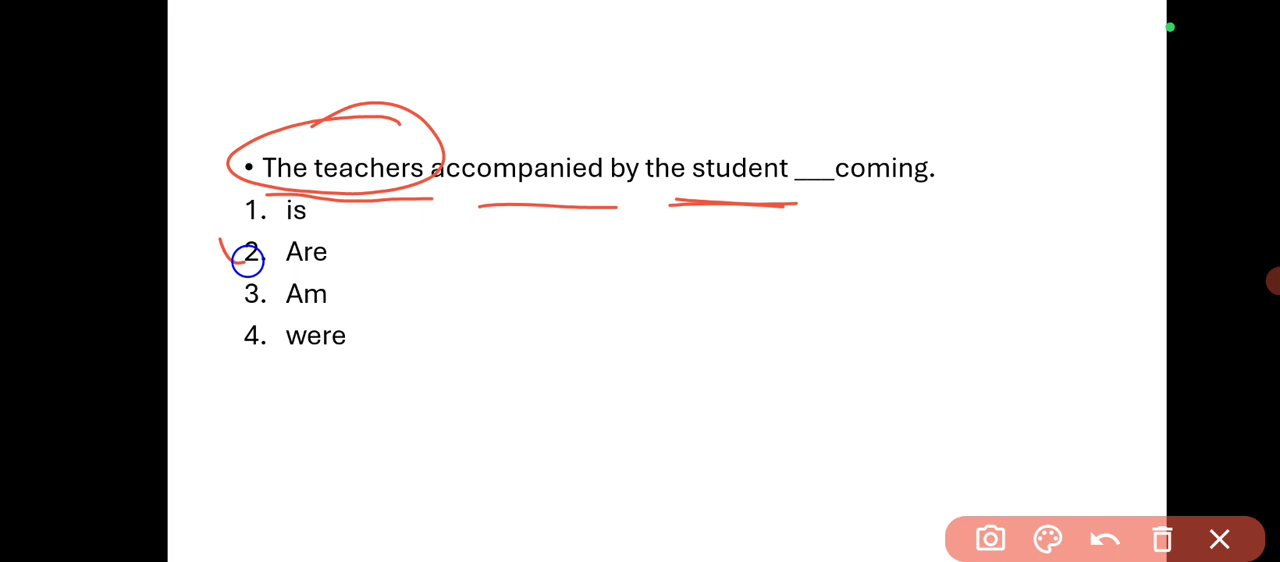 • The teachers accompanied by the student ___coming.
1. is
2. Are
3. Am
4. were